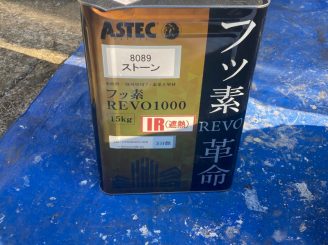 ASTEC
8089
ストーン
フッ素
REVO1000
15kg
IR(遮熱)
フッ素
REVO
革命